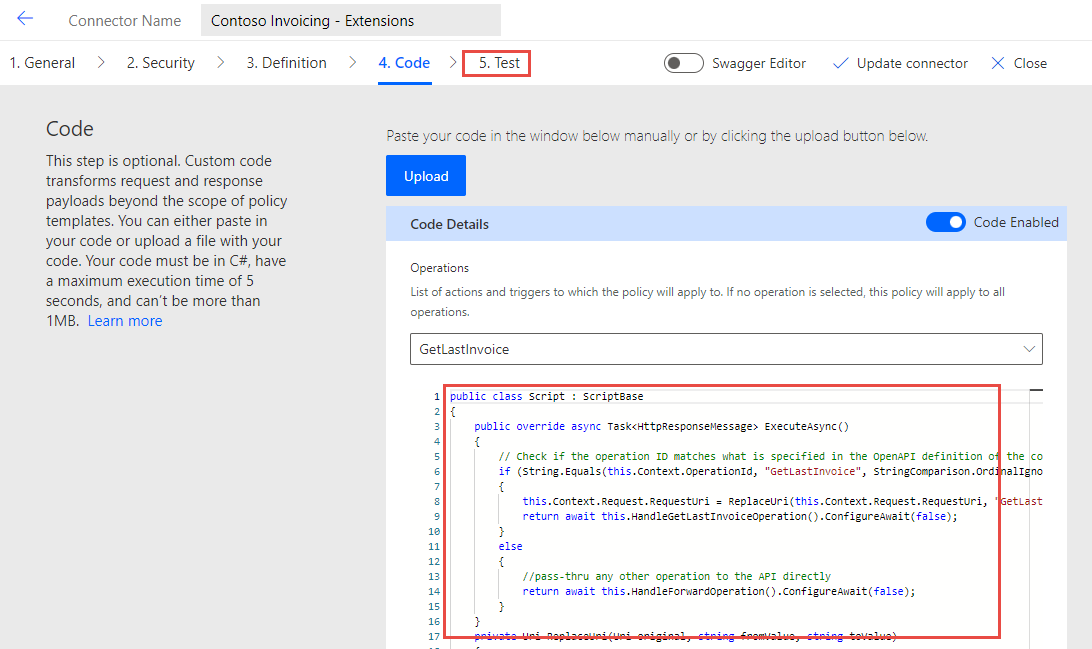 Connector Name
Contoso Invoicing - Extensions
1. General
2. Security
3. Definition
4. Code
5. Test
Swagger Editor
Update connector
Close
Code
This step is optional. Custom code
transforms request and response
payloads beyond the scope of policy
templates. You can either paste in
your code or upload a file with your
code. Your code must be in C#, have
a maximum execution time of 5
seconds, and can't be more than
1MB. Learn more
Paste your code in the window below manually or by clicking the upload button below.
Upload
Code Details
Code Enabled
Operations
List of actions and triggers to which the policy will apply to. If no operation is selected, this policy will apply to all
operations.
GetLastInvoice
1 public class Script : ScriptBase
2 {
3 public override async Task<HttpResponseMessage> ExecuteAsync()
4 {
5 // Check if the operation ID matches what is specified in the OpenAPI definition of the co
6 if (String.Equals(this.Context.OperationId, "GetLastInvoice", StringComparison.OrdinalIgno
7 {
8 this.Context.Request.RequestUri = ReplaceUri(this.Context.Request.RequestUri, "GetLast
9 return await this.HandleGetLastInvoiceOperation().ConfigureAwait(false);
10 }
11 else
12 {
13 //pass-thru any other operation to the API directly
14 return await this.HandleForwardOperation().ConfigureAwait(false);
15 }
16 }
17 private Uri ReplaceUri(Uri original, string fromValue, string toValue)